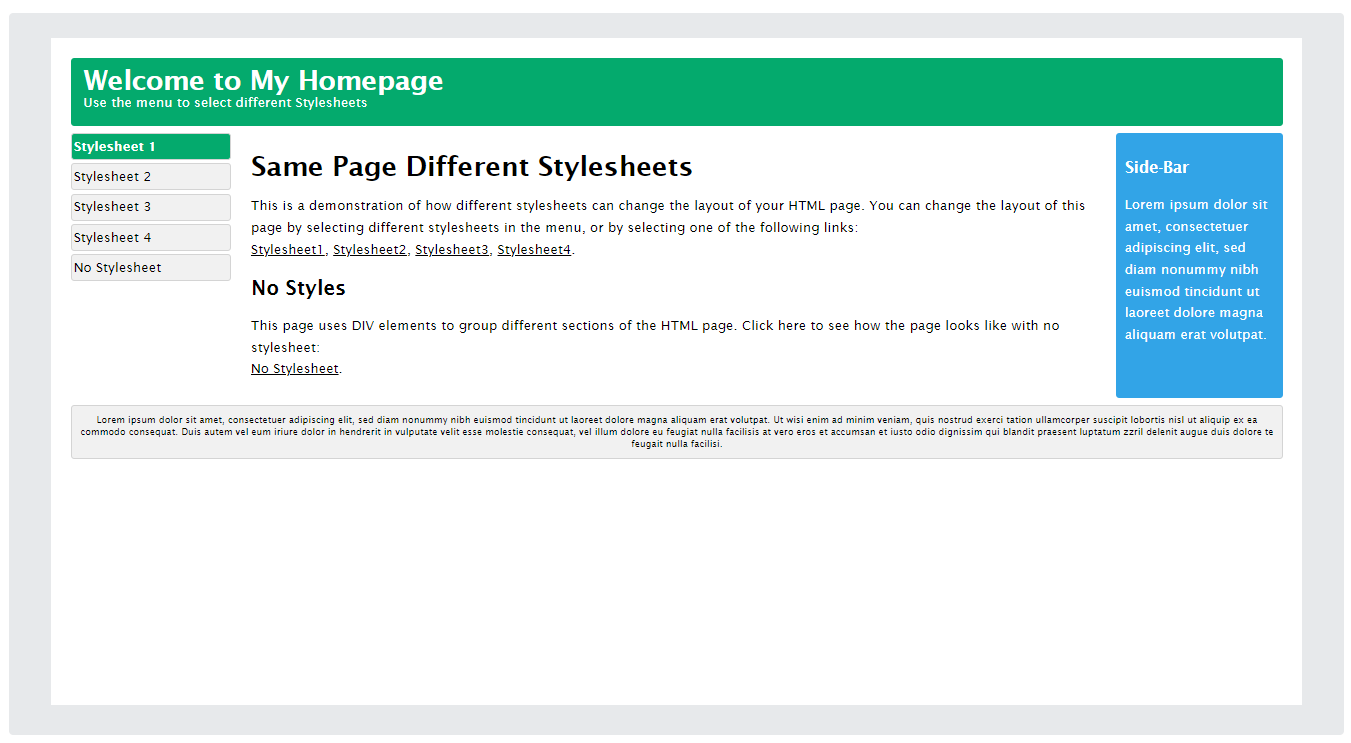 Welcome to My Homepage
Use the menu to select different Stylesheets
Stylesheet 1
Stylesheet 2
Stylesheet 3
Stylesheet 4
No Stylesheet
Same Page Different Stylesheets
This is a demonstration of how different stylesheets can change the layout of your HTML page. You can change the layout of this
page by selecting different stylesheets in the menu, or by selecting one of the following links:
Stylesheet1, Stylesheet2, Stylesheet3, Stylesheet4.
No Styles
This page uses DIV elements to group different sections of the HTML page. Click here to see how the page looks like with no
stylesheet:
No Stylesheet.
Side-Bar
Lorem ipsum dolor sit
amet, consectetuer
adipiscing elit, sed
diam nonummy nibh
euismod tincidunt ut
laoreet dolore magna
aliquam erat volutpat.
Lorem ipsum dolor sit amet, consectetuer adipiscing elit, sed diam nonummy nibh euismod tincidunt ut laoreet dolore magna aliquam erat volutpat. Ut wisi enim ad minim veniam, quis nostrud exerci tation ullamcorper suscipit lobortis nisl ut aliquip ex ea
commodo consequat. Duis autem vel eum iriure dolor in hendrerit in vulputate velit esse molestie consequat, vel illum dolore eu feugiat nulla facilisis at vero eros et accumsan et iusto odio dignissim qui blandit praesent luptatum zzril delenit augue duis dolore te
feugait nulla facilisi.